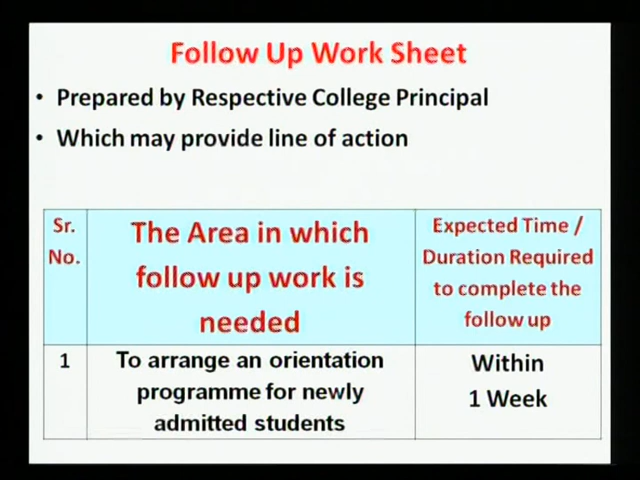 Follow Up Work Sheet
• Prepared by Respective College Principal
• Which may provide line of action
Sr. No.
The Area in which follow up work is needed
Expected Time / Duration Required to complete the follow up
1
To arrange an orientation programme for newly admitted students
Within 1 Week